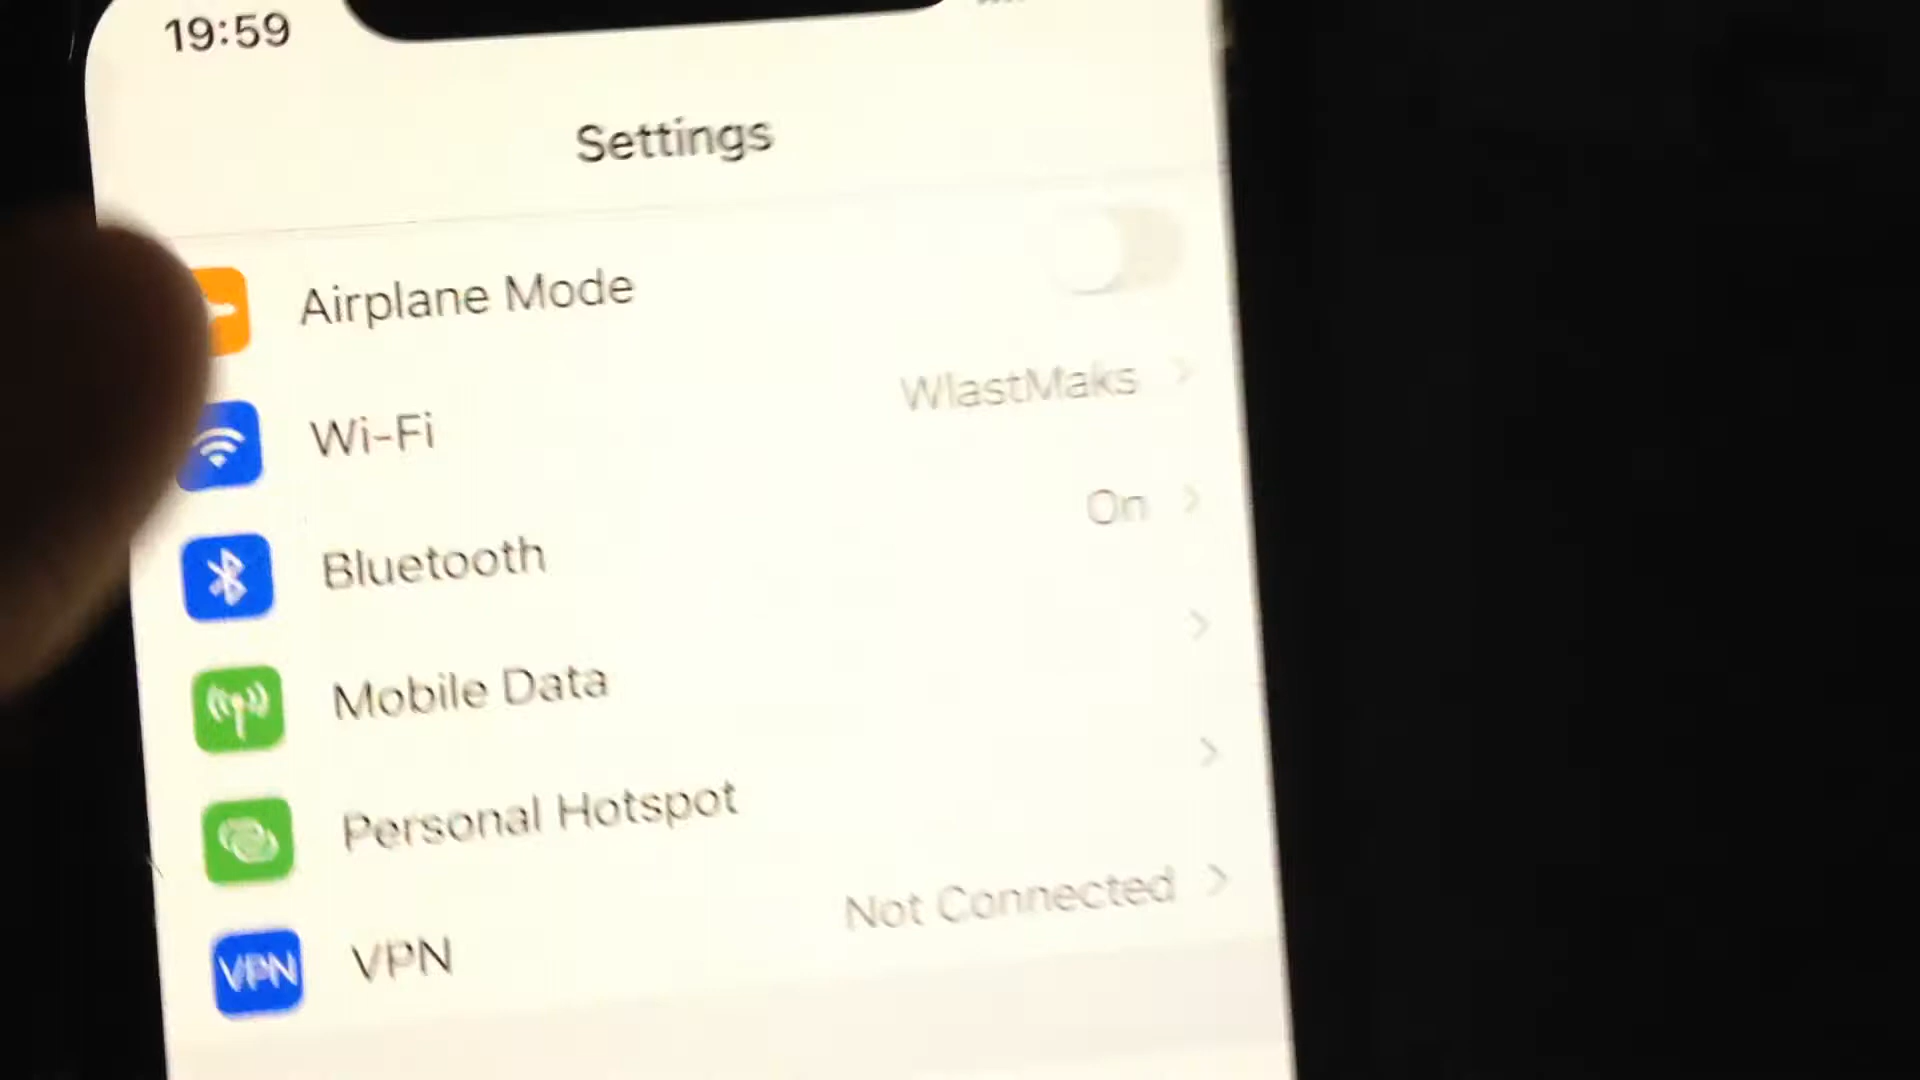 19:59
Settings
Airplane Mode
Wi-Fi WlastMaks
Bluetooth On
Mobile Data
Personal Hotspot
VPN VPN Not Connected